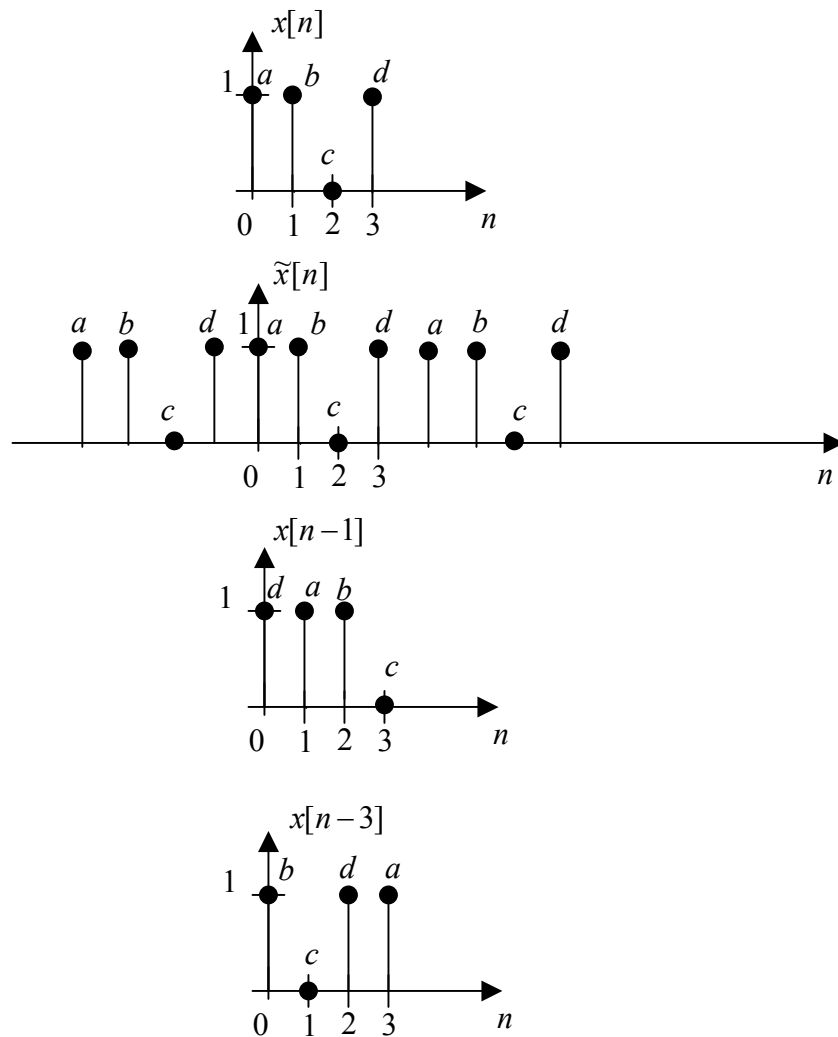 x[n]
1 a b d
c
0 1 2 3 n
x̃[n]
a b d 1 a b d a b d
c c c
0 1 2 3 n
x[n−1]
1 d a b
c
0 1 2 3 n
x[n−3]
1 b d a
c
0 1 2 3 n